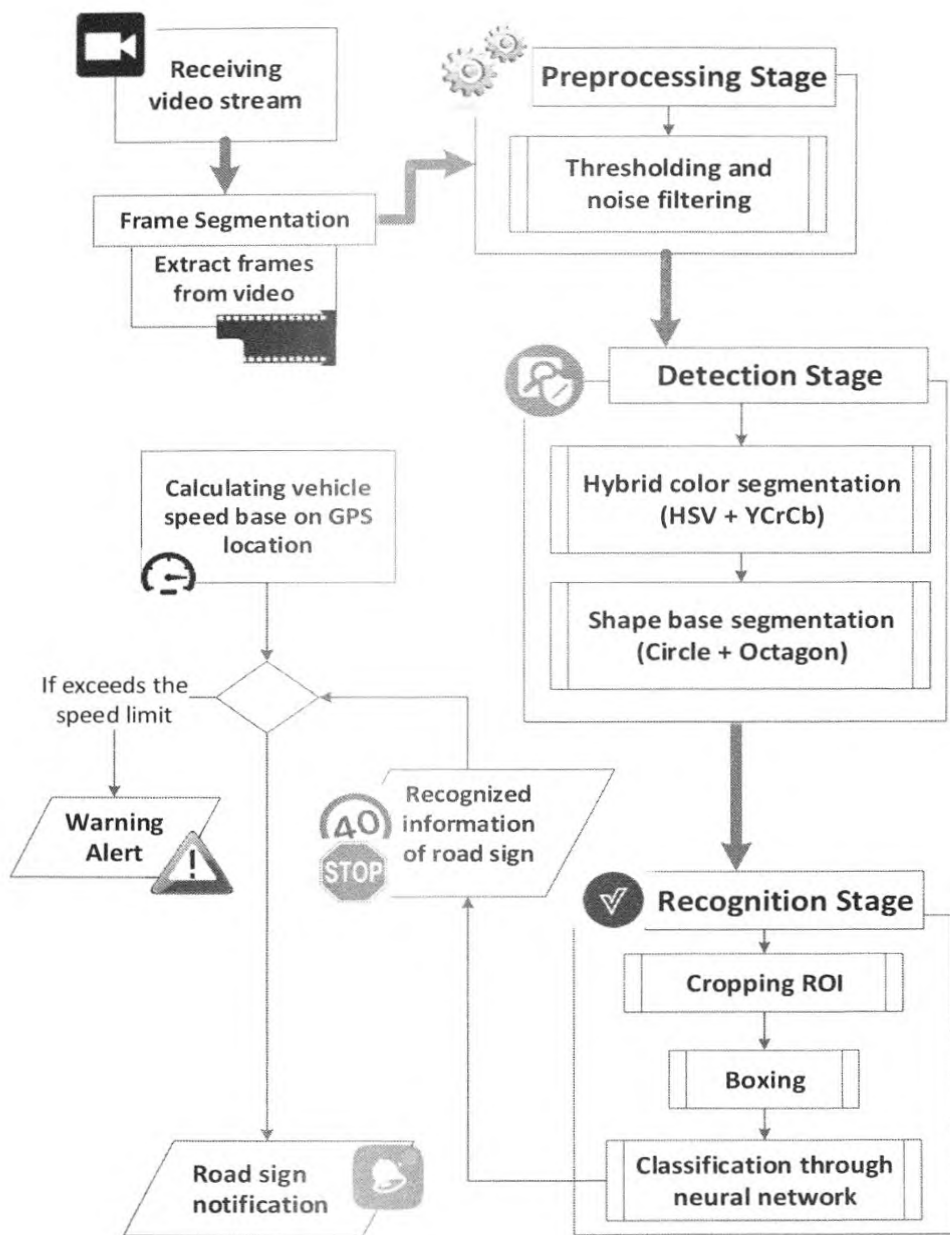 Receiving
video stream
Frame Segmentation
Extract frames
from video
Preprocessing Stage
Thresholding and
noise filtering
Detection Stage
Hybrid color segmentation
(HSV + YCrCb)
Shape base segmentation
(Circle + Octagon)
Calculating vehicle
speed base on GPS
location
If exceeds the
speed limit
Warning
Alert
Recognized
information
of road sign
40
STOP
Recognition Stage
Cropping ROI
Boxing
Classification through
neural network
Road sign
notification